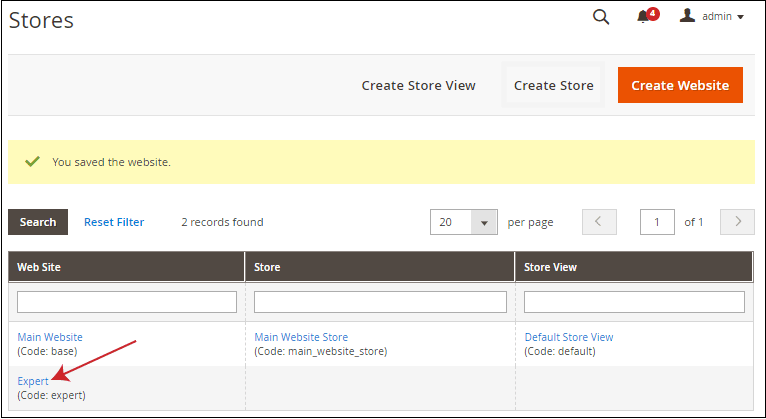 Stores
4
admin
Create Store View
Create Store
Create Website
You saved the website.
Search
Reset Filter
2 records found
20
per page
1
of 1
Web Site
Store
Store View
Main Website
(Code: base)
Main Website Store
(Code: main_website_store)
Default Store View
(Code: default)
Expert
(Code: expert)